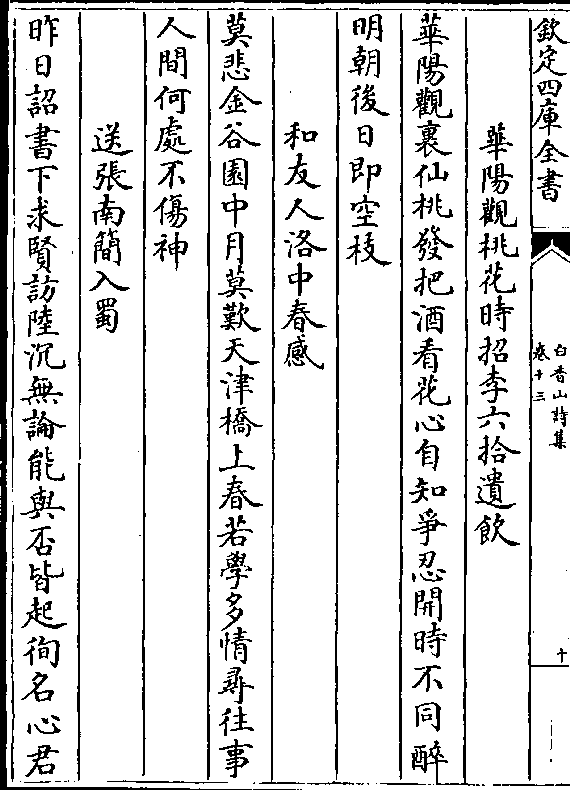 欽定四庫全書
白香山詩集
卷十三
十
華陽觀桃花時招李六拾遺飲
華陽觀裏仙桃發把酒看花心自知爭忍開時不同醉
明朝後日即空枝
和友人洛中春感
莫悲金谷園中月莫歎天津橋上春若學多情尋往事
人間何處不傷神
送張南簡入蜀
昨日詔書下求賢訪陸沉無論能與否皆起徇名心君